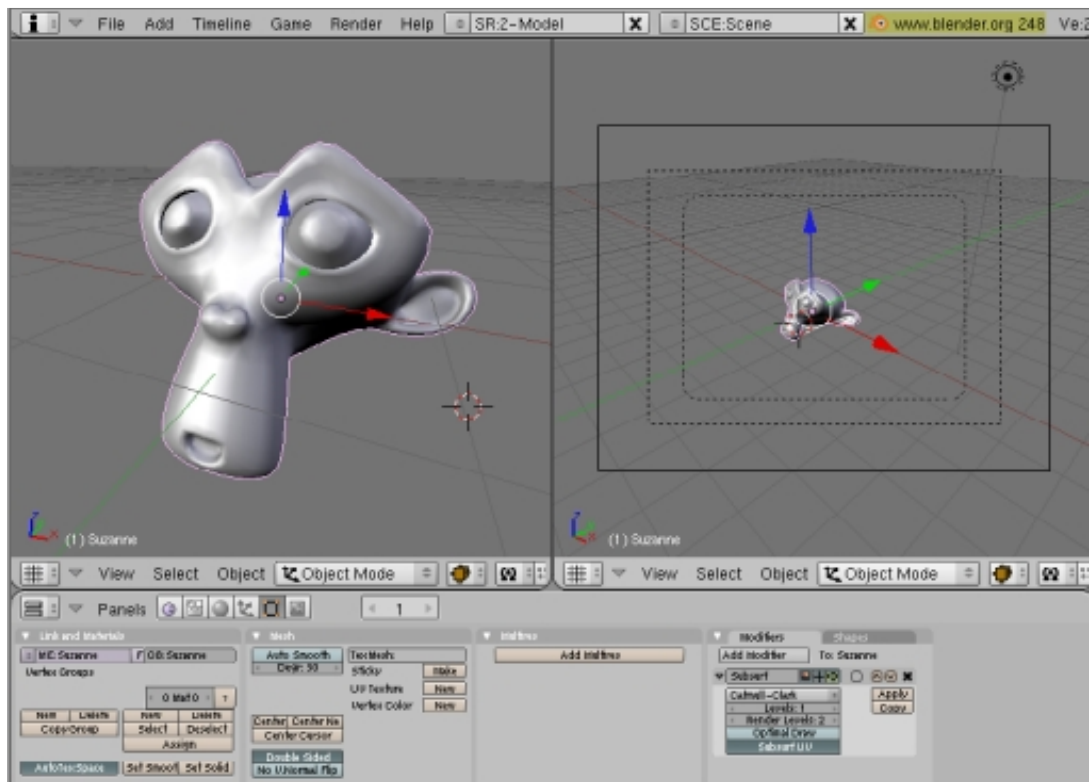 File Add Timeline Game Render Help SR:2-Model X SCE:Scene X www.blender.org 248 Ve:2
(1) Suzanne
(1) Suzanne
View Select Object Object Mode
View Select Object Object Mode
Panels 1
Link and Materials
ME: Suzanne F OB: Suzanne
Vertex Groups
0 Mat 0 ?
New Delete New Delete
Copy Group Select Deselect
Assign
AutoTexSpace Set Smoot Set Solid
Mesh
Auto Smooth TexMesh:
Degr: 30 Sticky Make
UV Texture New
Vertex Color New
Center Center Ne
Center Cursor
Double Sided
No V.Normal Flip
Multires
Add Multires
Modifiers Shapes
Add Modifier To: Suzanne
Subsurf
Catmull-Clark Apply
Levels: 1 Copy
Render Levels: 2
Optimal Draw
Subsurf UV